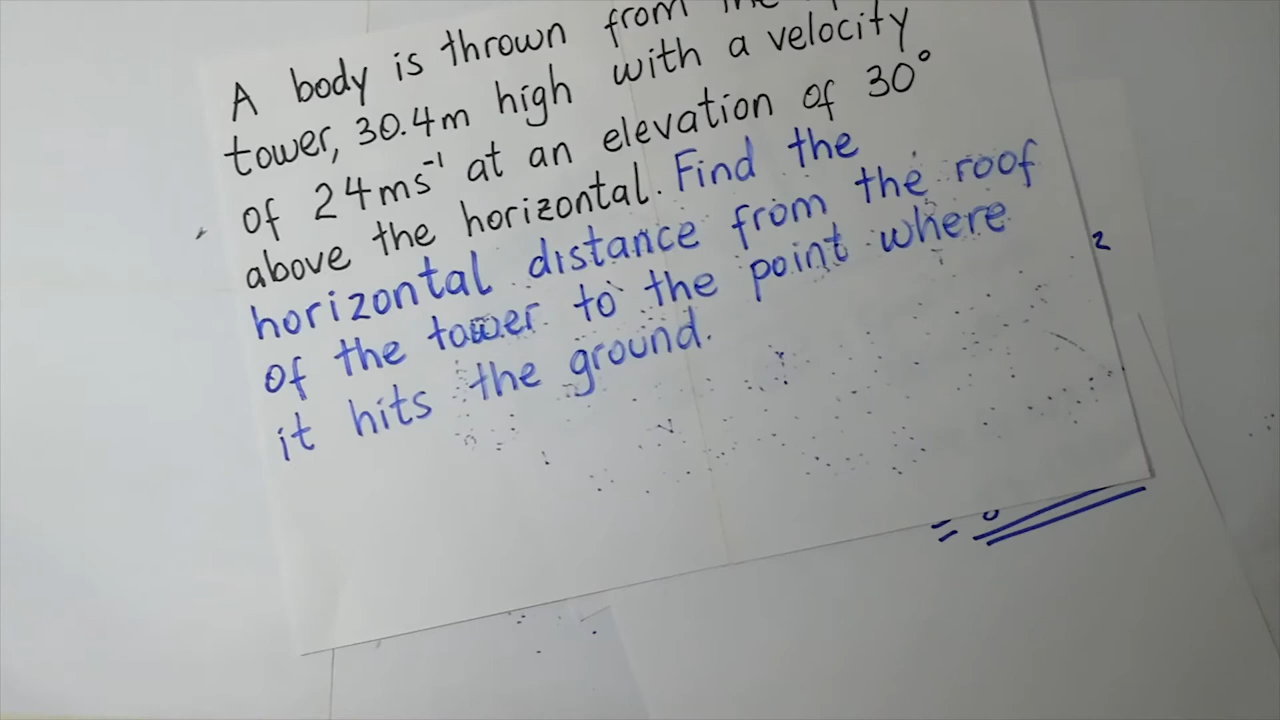 A body is thrown from the
tower, 30.4m high with a velocity
of 24ms⁻¹ at an elevation of 30°
above the horizontal. Find the
horizontal distance from the roof
of the tower to the point where
it hits the ground.
2
=